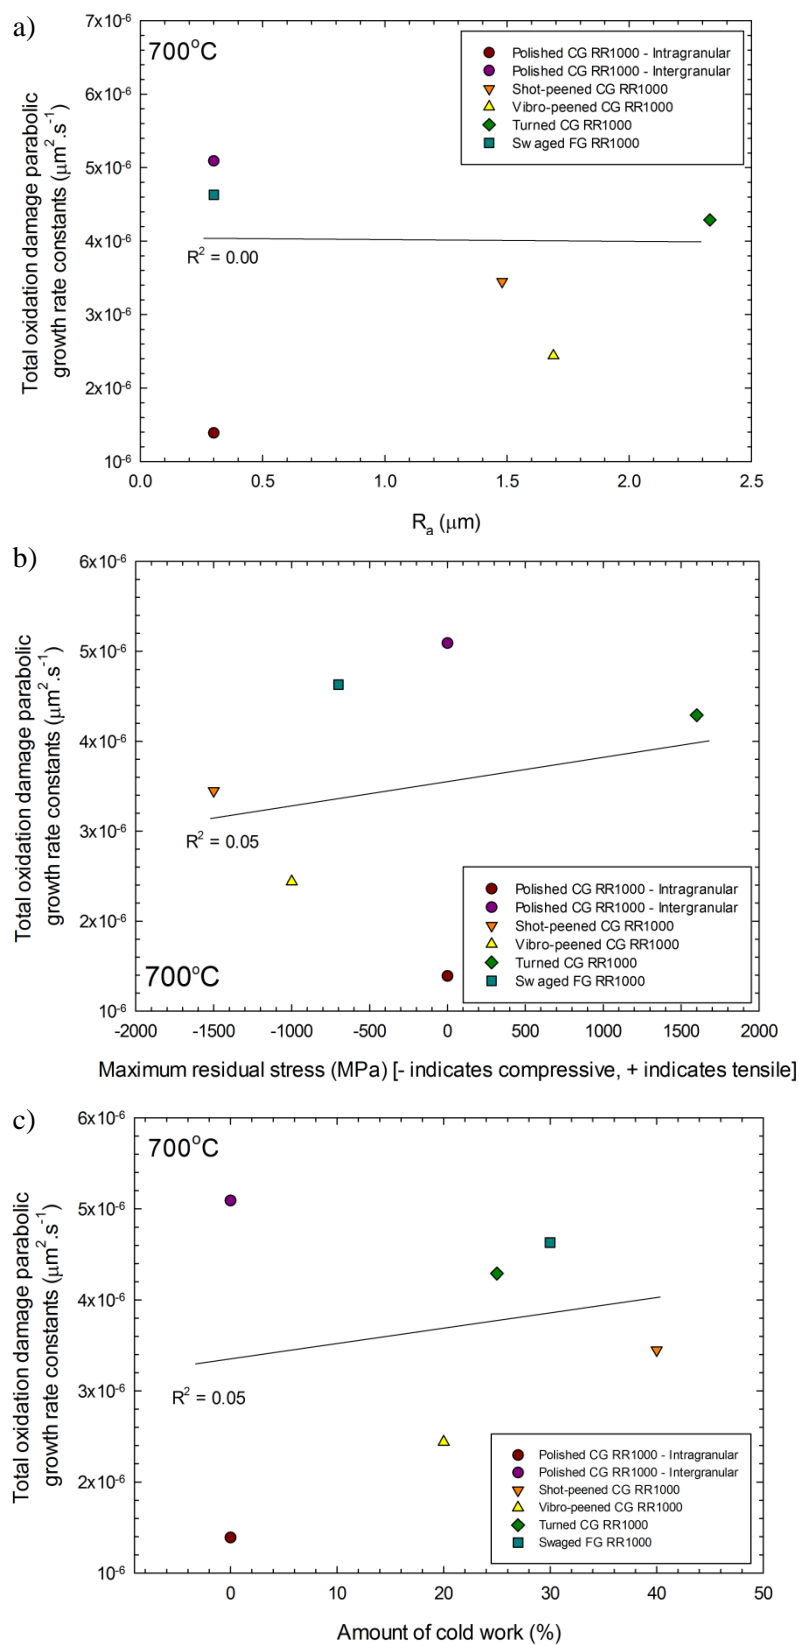 a)
7x10⁻⁶
700°C
Polished CG RR1000 - Intragranular
Polished CG RR1000 - Intergranular
Shot-peened CG RR1000
Vibro-peened CG RR1000
Turned CG RR1000
Swaged FG RR1000
6x10⁻⁶
5x10⁻⁶
4x10⁻⁶
3x10⁻⁶
2x10⁻⁶
10⁻⁶
Total oxidation damage parabolic
growth rate constants (μm².s⁻¹)
R² = 0.00
0.0 0.5 1.0 1.5 2.0 2.5
Rₐ (μm)
b)
6x10⁻⁶
5x10⁻⁶
4x10⁻⁶
3x10⁻⁶
2x10⁻⁶
10⁻⁶
Total oxidation damage parabolic
growth rate constants (μm².s⁻¹)
R² = 0.05
Polished CG RR1000 - Intragranular
Polished CG RR1000 - Intergranular
Shot-peened CG RR1000
Vibro-peened CG RR1000
Turned CG RR1000
Swaged FG RR1000
700°C
-2000 -1500 -1000 -500 0 500 1000 1500 2000
Maximum residual stress (MPa) [- indicates compressive, + indicates tensile]
c)
6x10⁻⁶
700°C
5x10⁻⁶
4x10⁻⁶
3x10⁻⁶
2x10⁻⁶
10⁻⁶
Total oxidation damage parabolic
growth rate constants (μm².s⁻¹)
R² = 0.05
Polished CG RR1000 - Intragranular
Polished CG RR1000 - Intergranular
Shot-peened CG RR1000
Vibro-peened CG RR1000
Turned CG RR1000
Swaged FG RR1000
0 10 20 30 40 50
Amount of cold work (%)